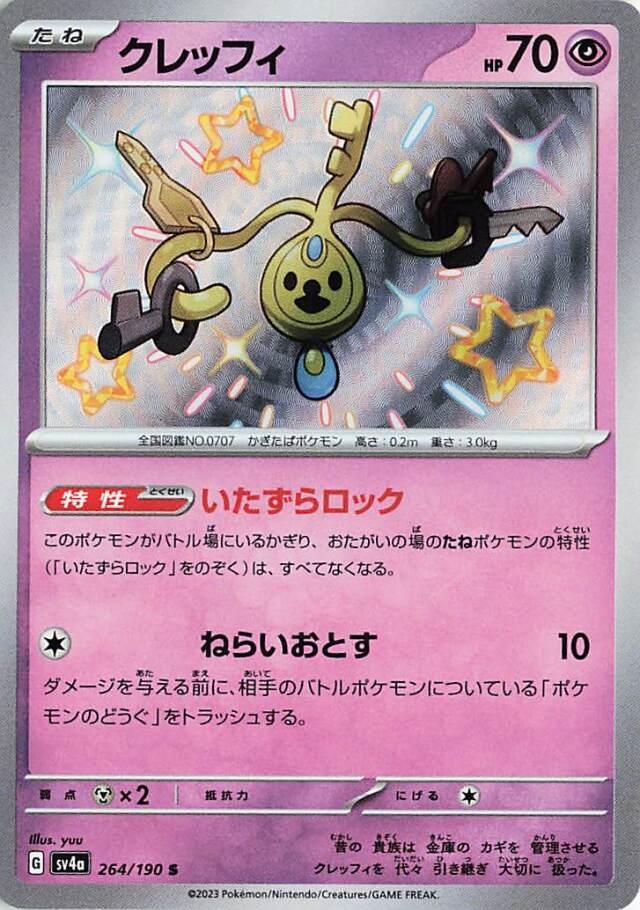 たね
クレッフィ
HP70
全国図鑑NO.0707 かぎたばポケモン 高さ:0.2m 重さ:3.0kg
特性 とくせい いたずらロック
このポケモンがバトル場にいるかぎり、おたがいの場のたねポケモンの特性
(「いたずらロック」をのぞく)は、すべてなくなる。
ねらいおとす 10
ダメージを与える前に、相手のバトルポケモンについている「ポケ
モンのどうぐ」をトラッシュする。
弱点 ×2 抵抗力 にげる
Illus. yuu
昔の 貴族は 金庫の カギを 管理させる
クレッフィを 代々 引き継ぎ 大切に 扱った。
G sv4a 264/190 S
©2023 Pokémon/Nintendo/Creatures/GAME FREAK.